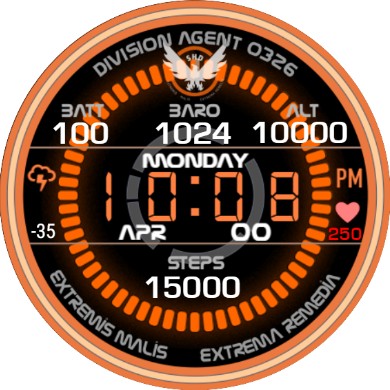 DIVISION AGENT 0326
SHD
BATT BARO ALT
100 1024 10000
MONDAY
10:08 PM
-35 APR 00 250
STEPS
15000
EXTREMIS MALIS EXTREMA REMEDIA